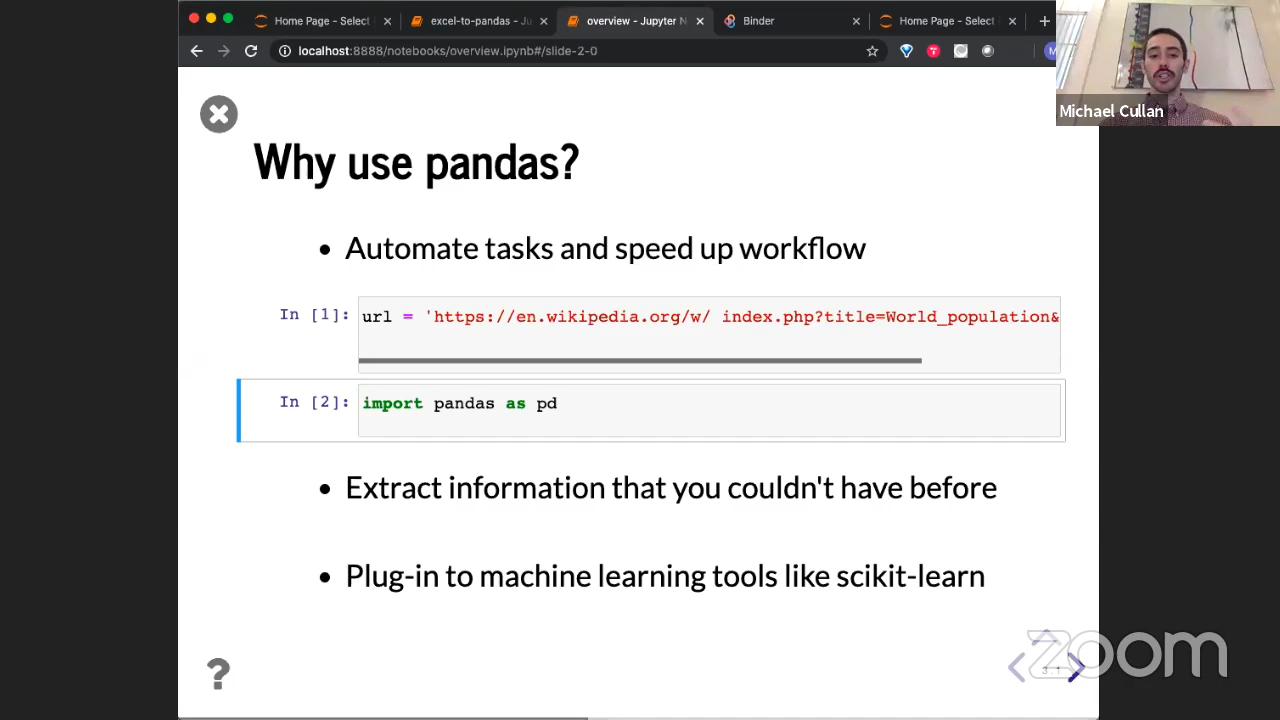 Home Page - Select
excel-to-pandas - Ju
overview - Jupyter N
Binder
Home Page - Select
localhost:8888/notebooks/overview.ipynb#/slide-2-0
Michael Cullan
Why use pandas?
Automate tasks and speed up workflow
In [1]: url = 'https://en.wikipedia.org/w/ index.php?title=World_population&
In [2]: import pandas as pd
Extract information that you couldn't have before
Plug-in to machine learning tools like scikit-learn
?
zoom
3.1